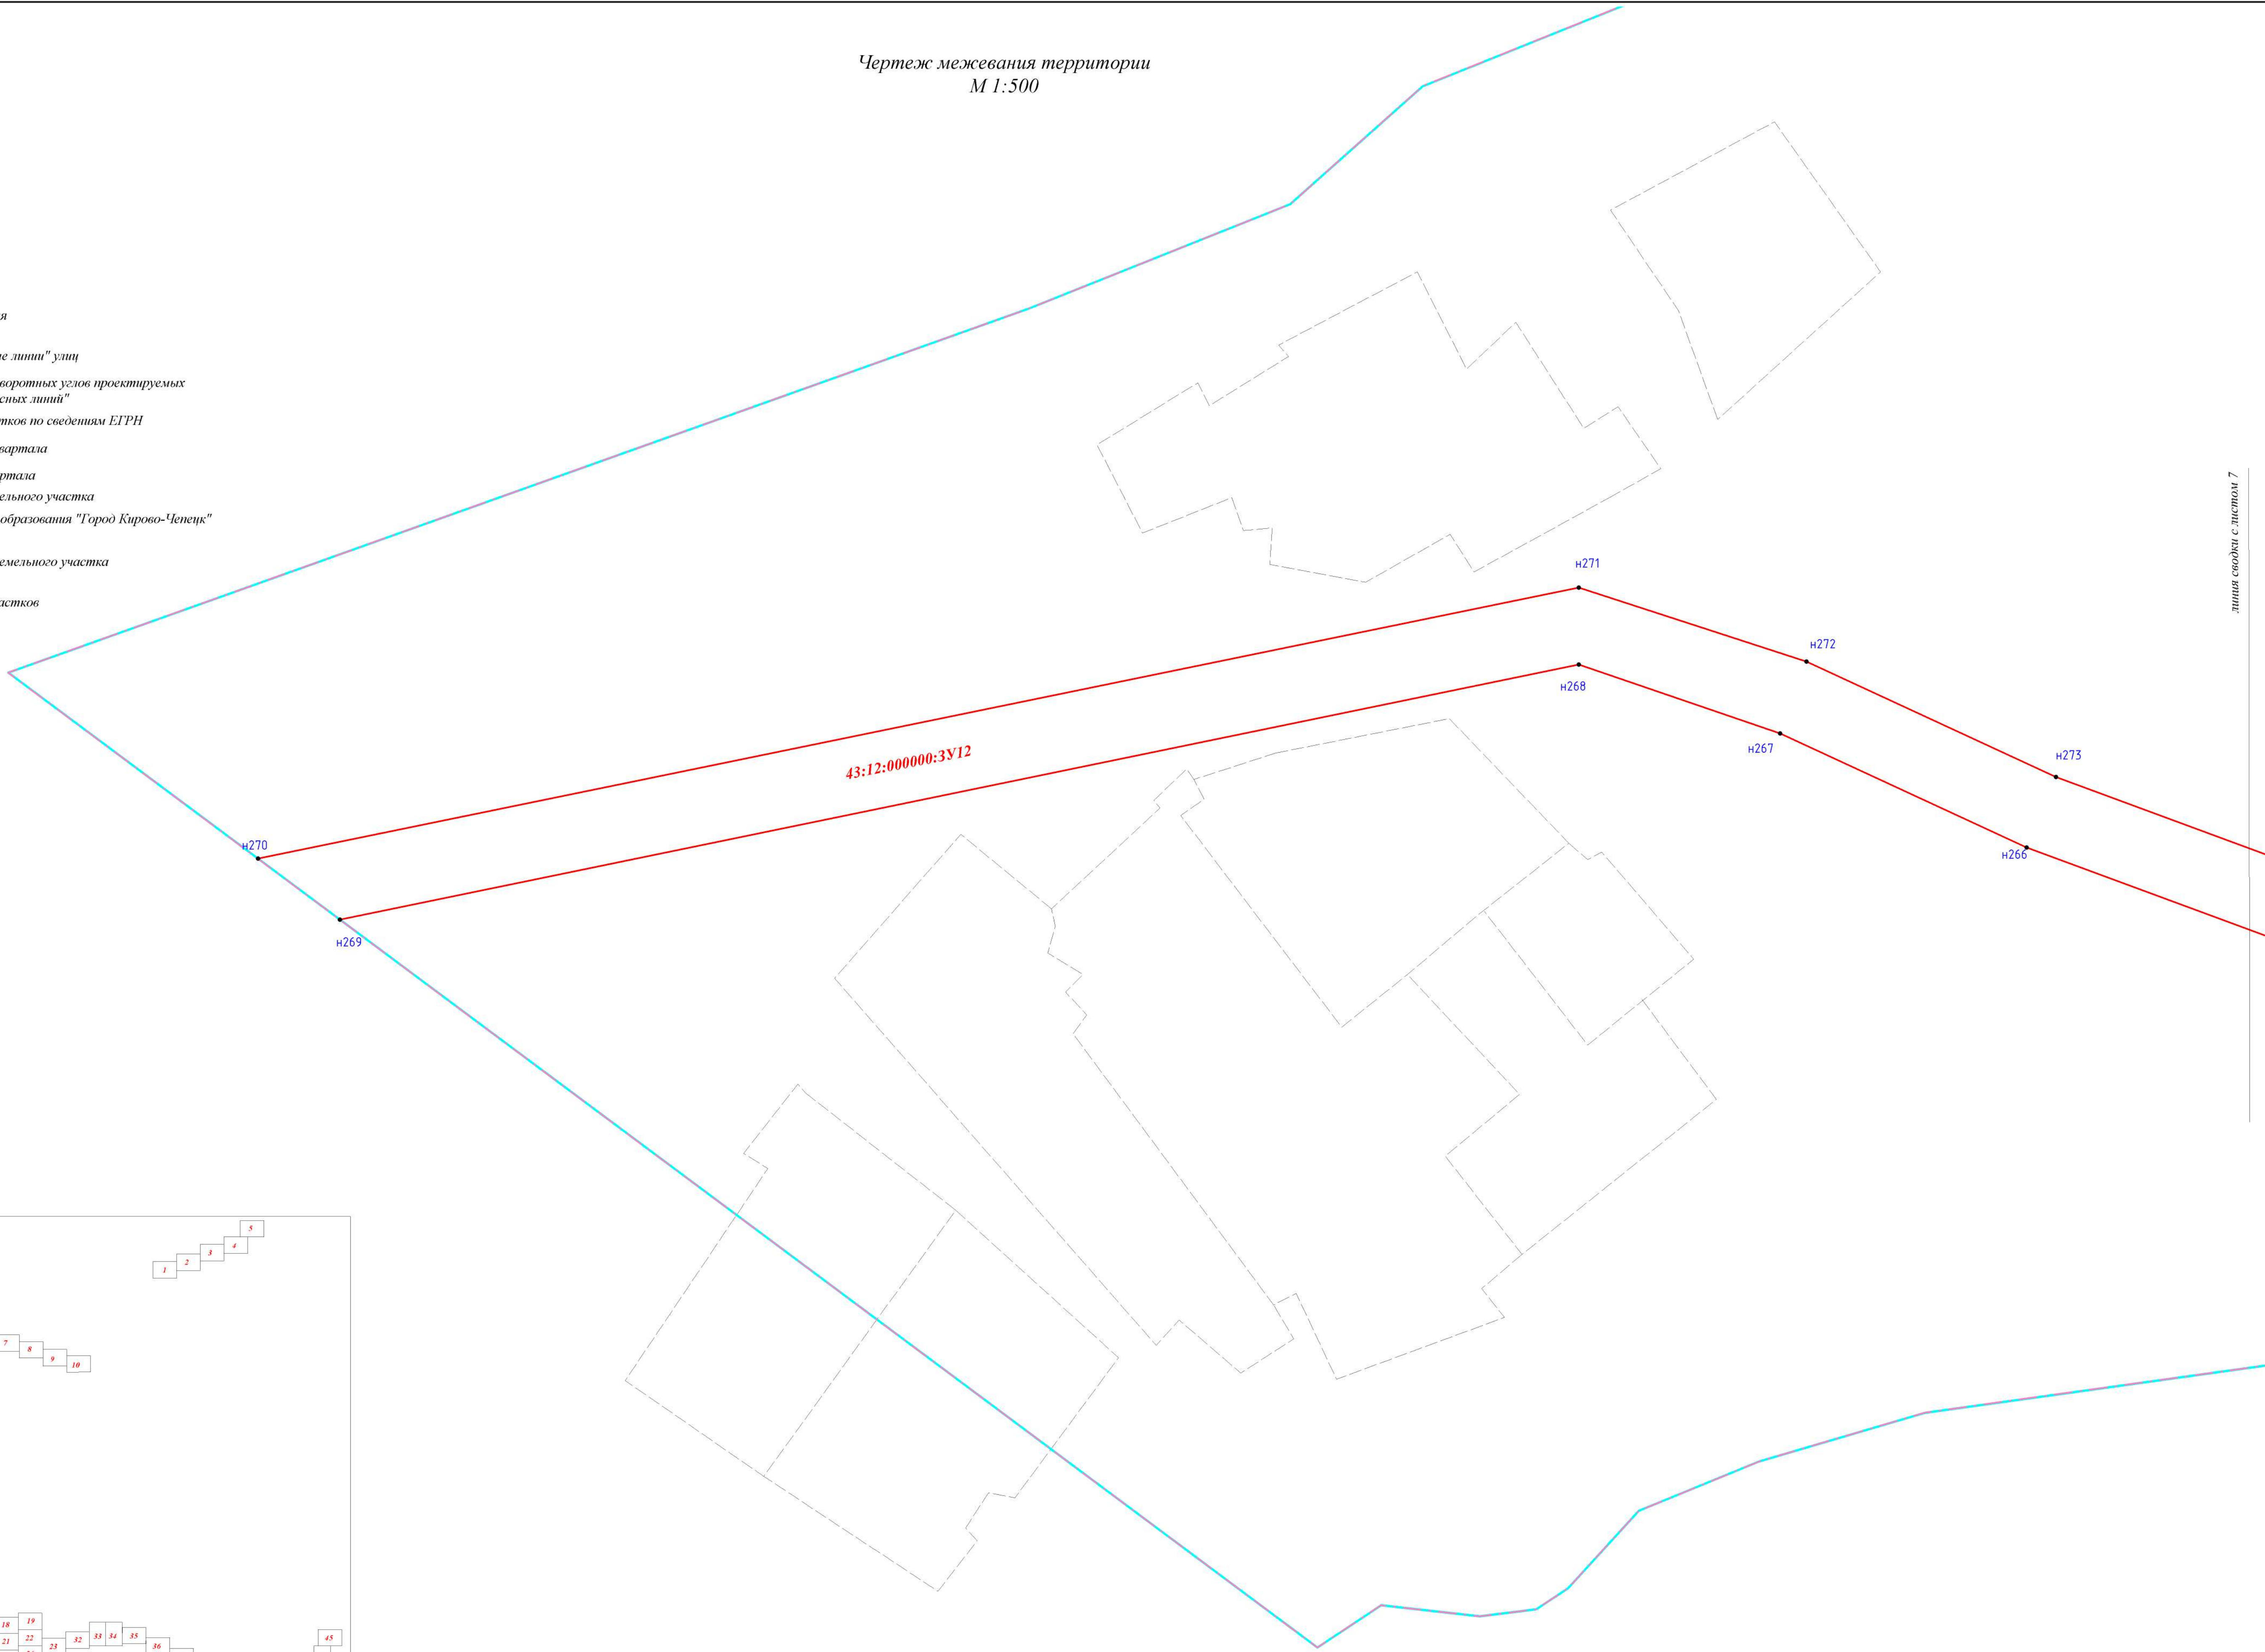 Чертеж межевания территории
М 1:500
я
е линии" улиц
воротных углов проектируемых
сных линий"
тков по сведениям ЕГРН
вартала
ртала
ельного участка
образования "Город Кирово-Чепецк"
емельного участка
астков
линия сводки с листом 7
н271
н272
н268
н267
н273
43:12:000000:ЗУ12
н270
н266
н269
5
4
3
2
1
7
8
9
10
18
19
21
22
23
32
33
34
35
36
45